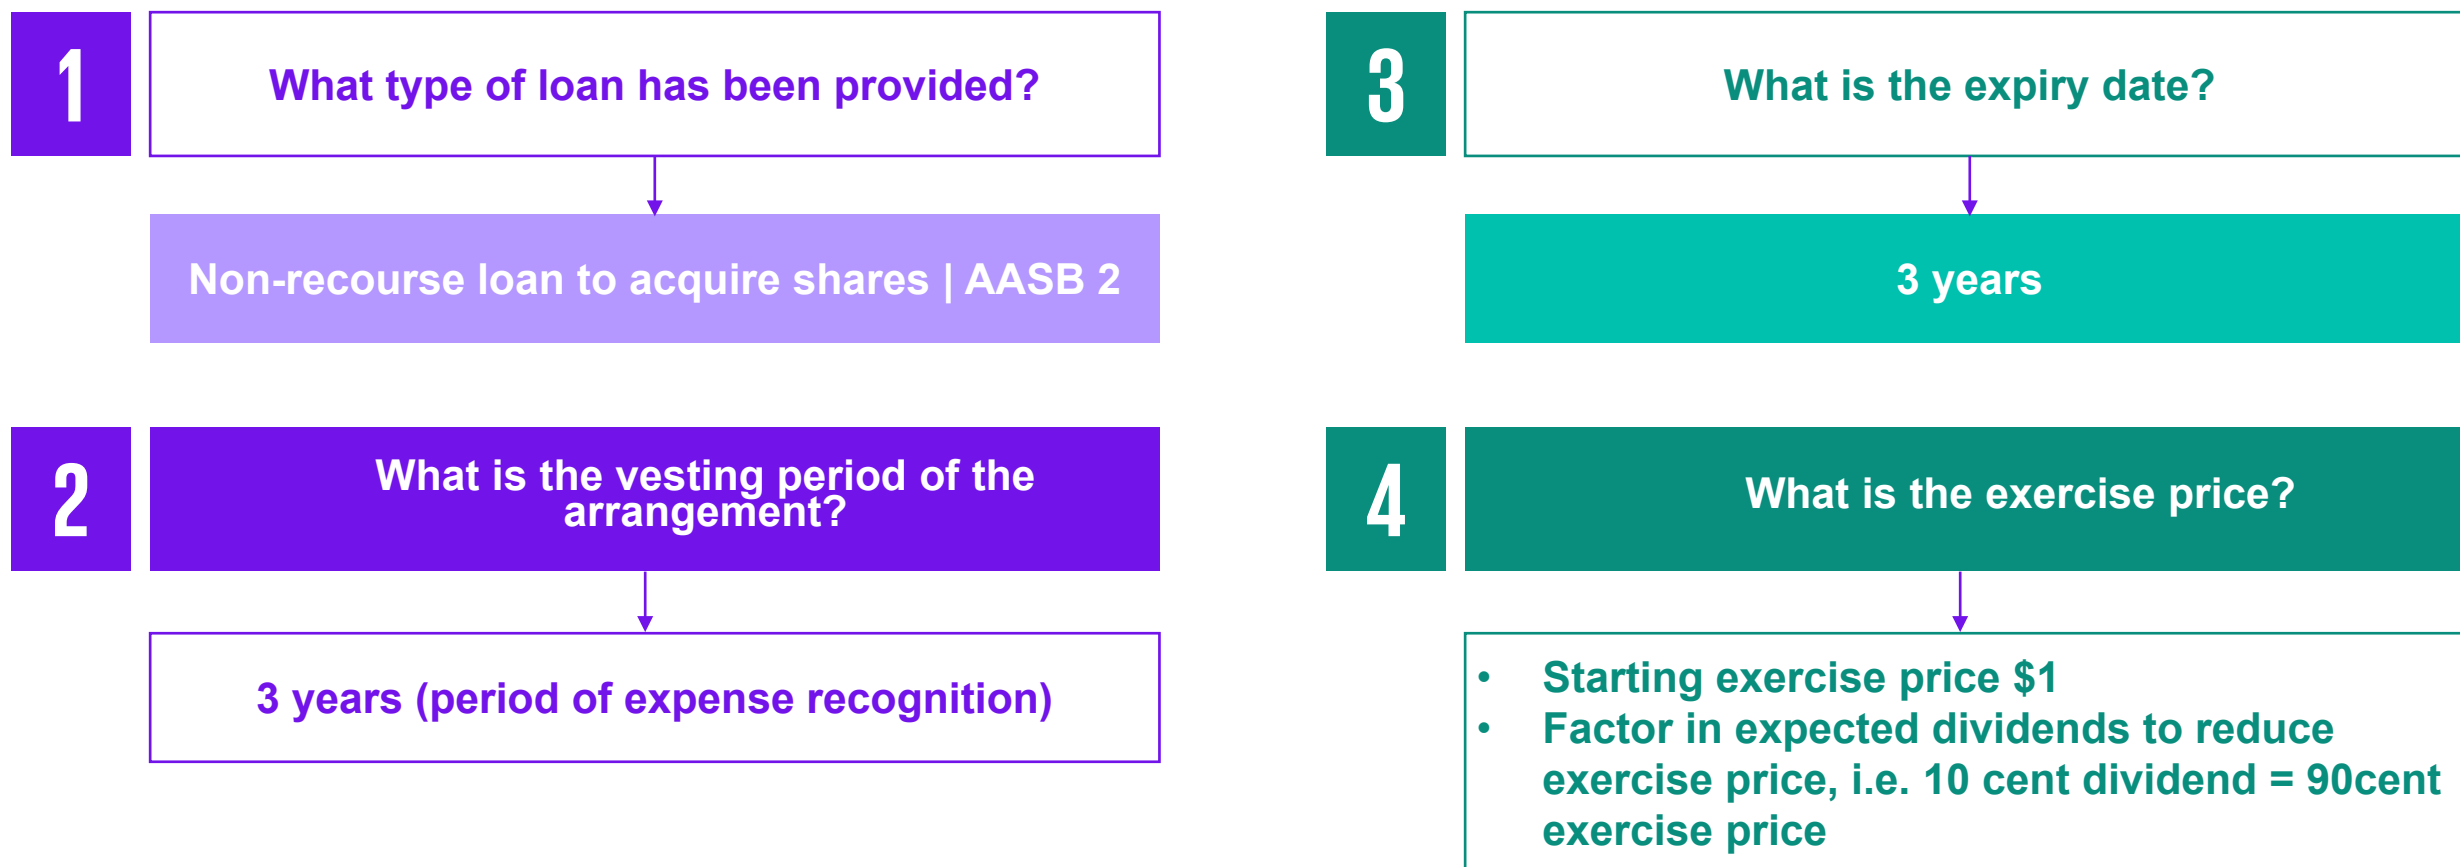 1
What type of loan has been provided?
Non-recourse loan to acquire shares | AASB 2
2
What is the vesting period of the
arrangement?
3 years (period of expense recognition)
3
What is the expiry date?
3 years
4
What is the exercise price?
• Starting exercise price $1
• Factor in expected dividends to reduce
exercise price, i.e. 10 cent dividend = 90cent
exercise price